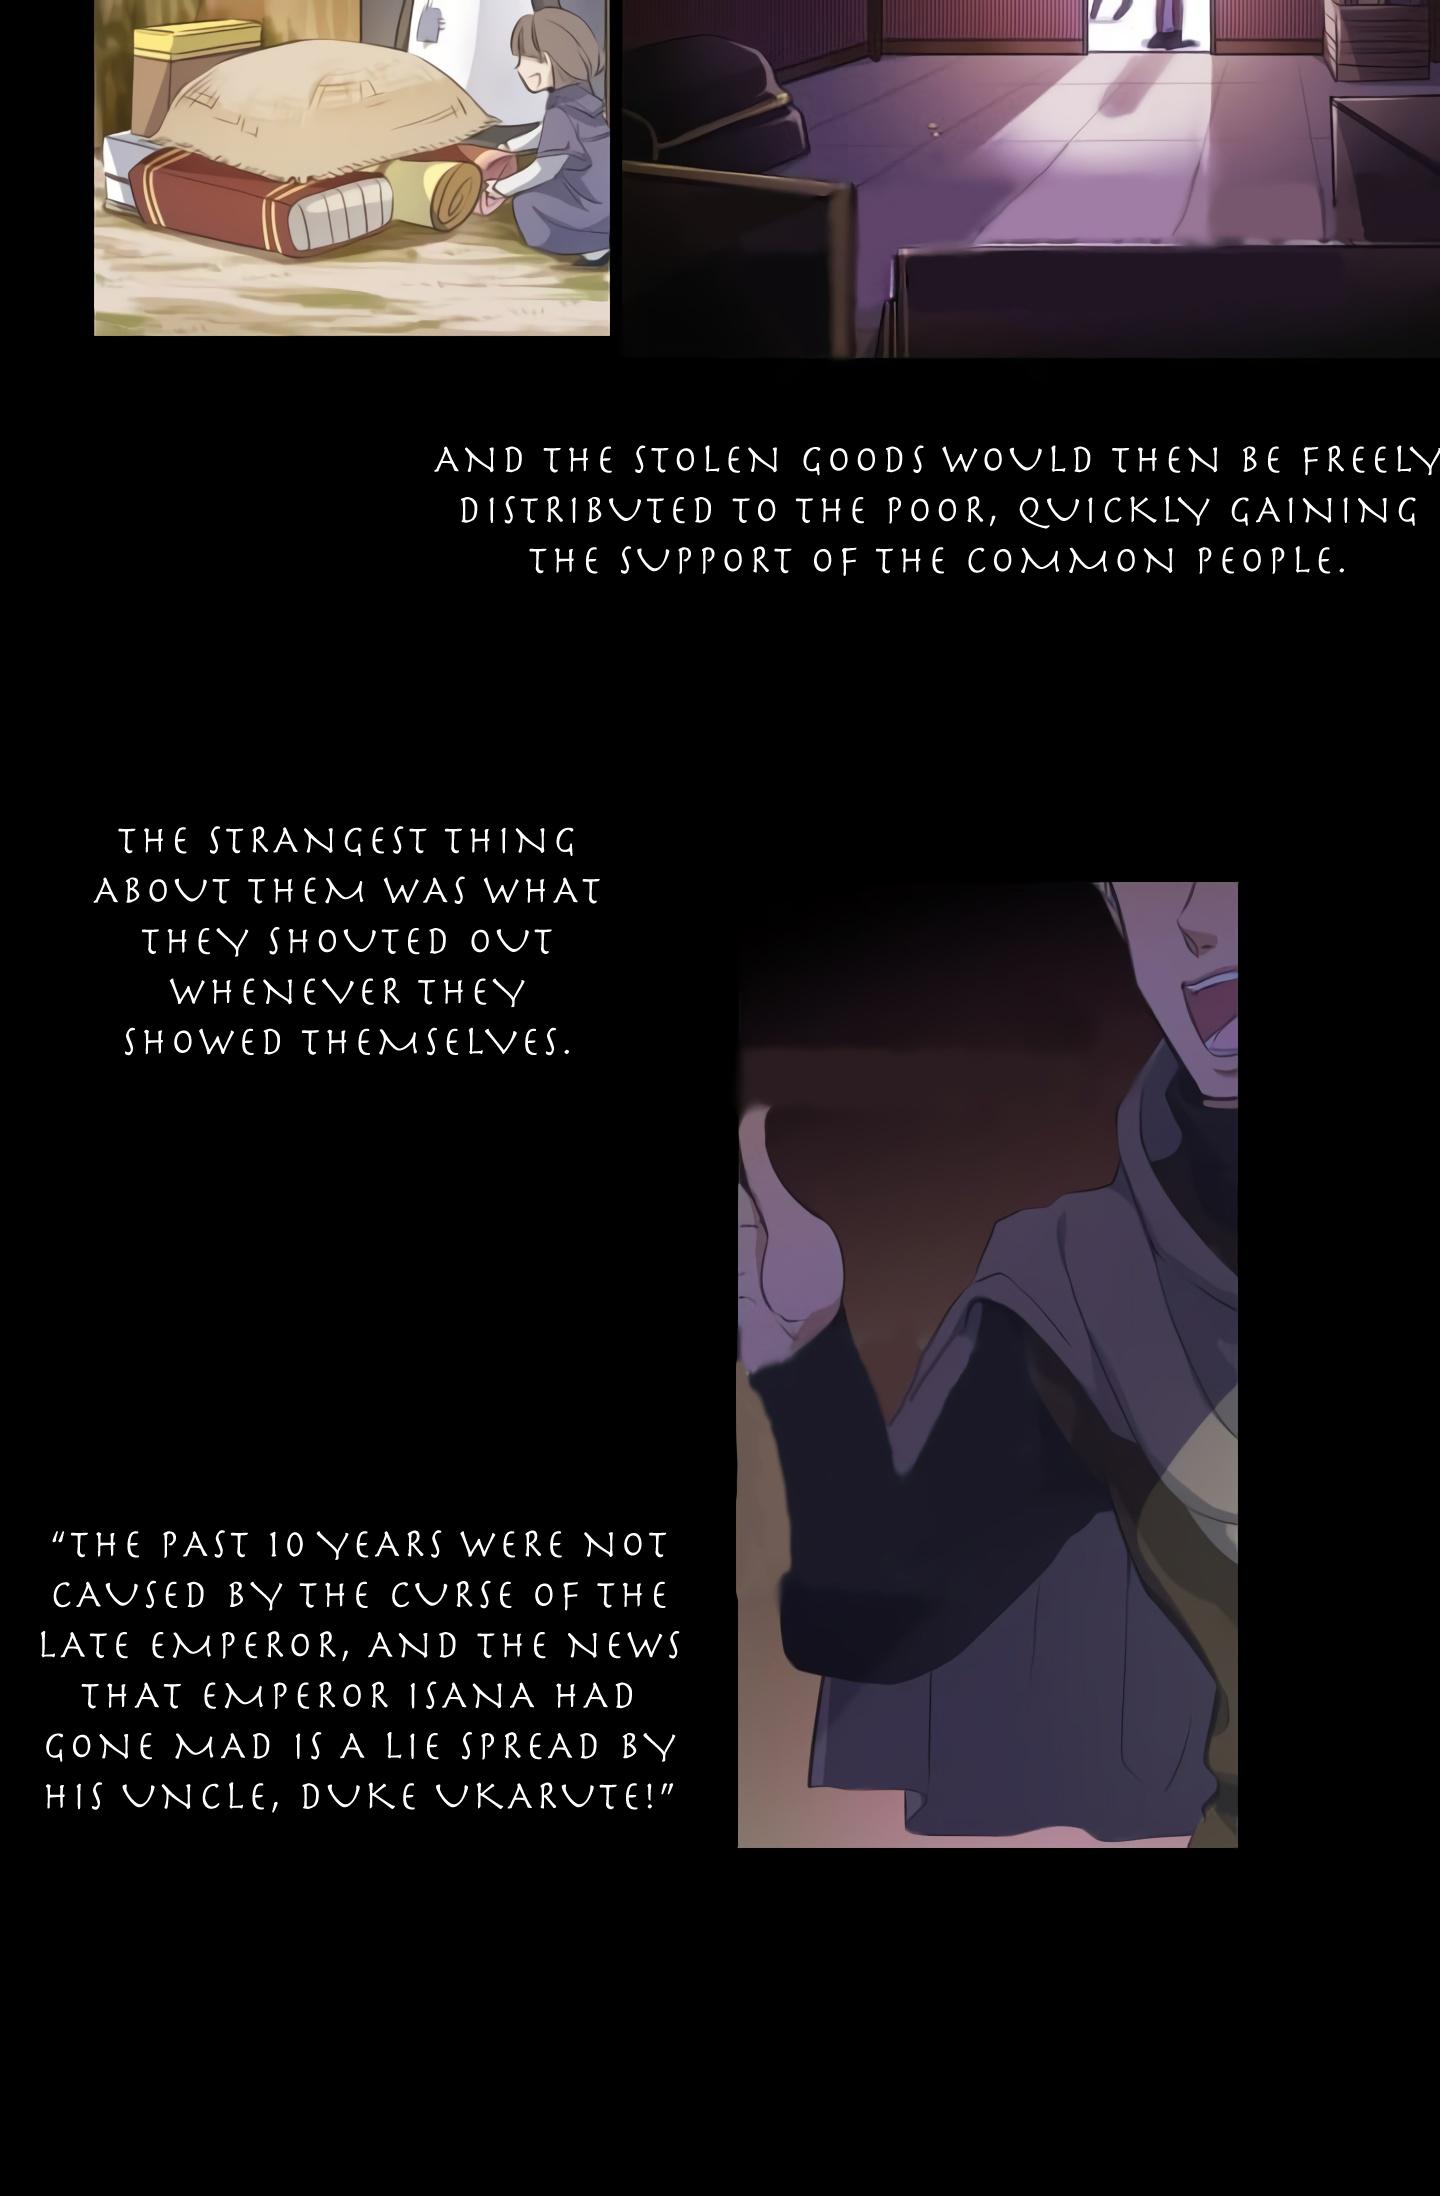 AND THE STOLEN GOODS WOULD THEN BE FREELY
DISTRIBUTED TO THE POOR, QUICKLY GAINING
THE SUPPORT OF THE COMMON PEOPLE.
THE STRANGEST THING
ABOUT THEM WAS WHAT
THEY SHOUTED OUT
WHENEVER THEY
SHOWED THEMSELVES.
“THE PAST 10 YEARS WERE NOT
CAUSED BY THE CURSE OF THE
LATE EMPEROR, AND THE NEWS
THAT EMPEROR ISANA HAD
GONE MAD IS A LIE SPREAD BY
HIS UNCLE, DUKE UKARUTE!”